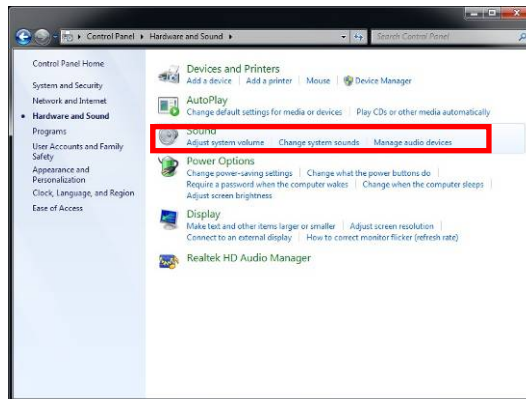 Control Panel ▸ Hardware and Sound ▸
Search Control Panel
Control Panel Home
System and Security
Network and Internet
Hardware and Sound
Programs
User Accounts and Family
Safety
Appearance and
Personalization
Clock, Language, and Region
Ease of Access
Devices and Printers
Add a device | Add a printer | Mouse | Device Manager
AutoPlay
Change default settings for media or devices | Play CDs or other media automatically
Sound
Adjust system volume | Change system sounds | Manage audio devices
Power Options
Change power-saving settings | Change what the power buttons do |
Require a password when the computer wakes | Change when the computer sleeps |
Adjust screen brightness
Display
Make text and other items larger or smaller | Adjust screen resolution |
Connect to an external display | How to correct monitor flicker (refresh rate)
Realtek HD Audio Manager